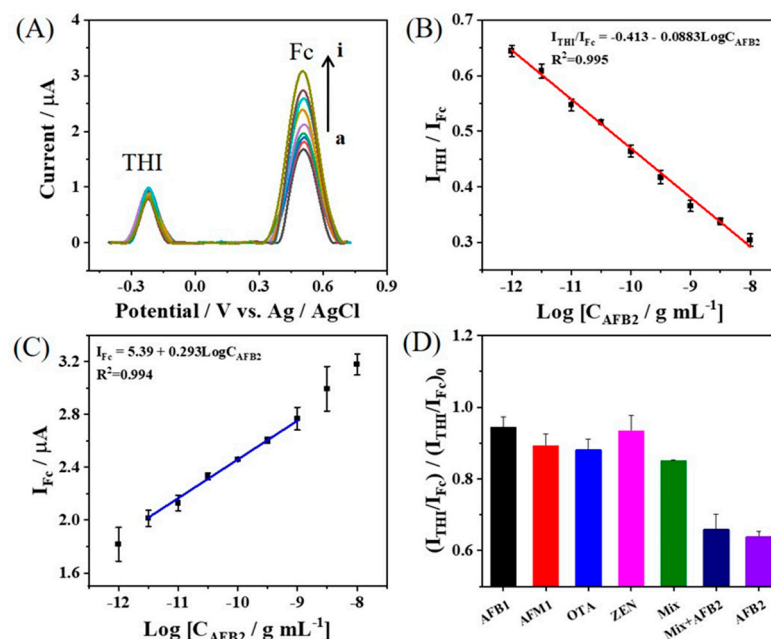 (A)
Current / μA
4
3
2
1
0
THI
Fc
i
a
-0.3 0.0 0.3 0.6 0.9
Potential / V vs. Ag / AgCl
(B)
I_THI / I_Fc
0.7
0.6
0.5
0.4
0.3
I_THI/I_Fc = -0.413 - 0.0883LogC_AFB2
R²=0.995
-12 -11 -10 -9 -8
Log [C_AFB2 / g mL⁻¹]
(C)
I_Fc / μA
3.2
2.8
2.4
2.0
1.6
I_Fc = 5.39 + 0.293LogC_AFB2
R²=0.994
-12 -11 -10 -9 -8
Log [C_AFB2 / g mL⁻¹]
(D)
(I_THI/I_Fc) / (I_THI/I_Fc)₀
1.2
1.0
0.8
0.6
AFB1 AFM1 OTA ZEN Mix Mix+AFB2 AFB2